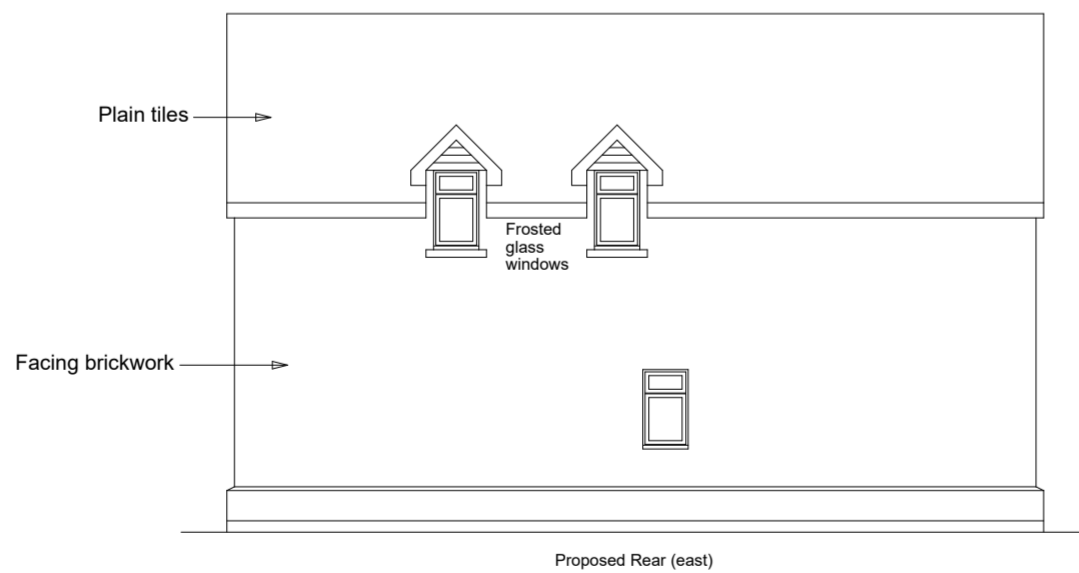 Plain tiles
Frosted
glass
windows
Facing brickwork
Proposed Rear (east)